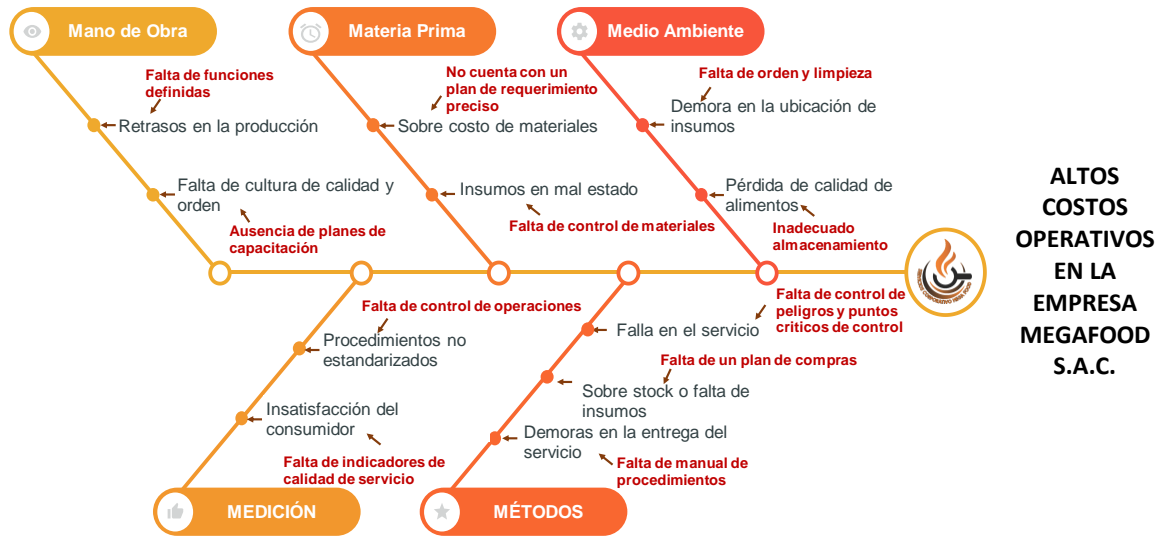 Mano de Obra
Materia Prima
Medio Ambiente
Falta de funciones
definidas
Retrasos en la producción
Falta de cultura de calidad y
orden
Ausencia de planes de
capacitación
No cuenta con un
plan de requerimiento
preciso
Sobre costo de materiales
Insumos en mal estado
Falta de control de materiales
Falta de orden y limpieza
Demora en la ubicación de
insumos
Pérdida de calidad de
alimentos
Inadecuado
almacenamiento
ALTOS
COSTOS
OPERATIVOS
EN LA
EMPRESA
MEGAFOOD
S.A.C.
Falta de control de operaciones
Procedimientos no
estandarizados
Insatisfacción del
consumidor
Falta de indicadores de
calidad de servicio
Falta de control de
peligros y puntos
criticos de control
Falla en el servicio
Falta de un plan de compras
Sobre stock o falta de
insumos
Demoras en la entrega del
servicio
Falta de manual de
procedimientos
MEDICIÓN
MÉTODOS